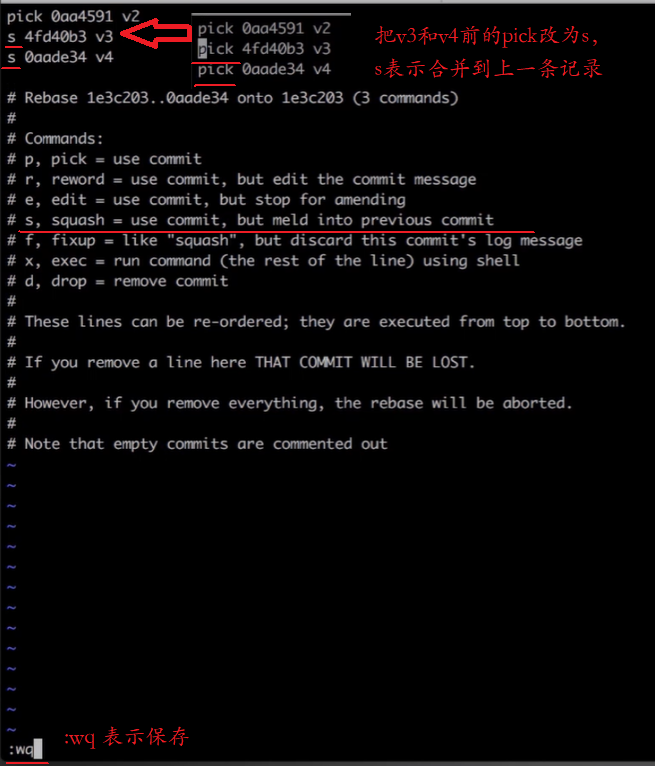 pick 0aa4591 v2
s 4fd40b3 v3
s 0aade34 v4
pick 0aa4591 v2
pick 4fd40b3 v3
pick 0aade34 v4
把v3和v4前的pick改为s，
s表示合并到上一条记录
# Rebase 1e3c203..0aade34 onto 1e3c203 (3 commands)
#
# Commands:
# p, pick = use commit
# r, reword = use commit, but edit the commit message
# e, edit = use commit, but stop for amending
# s, squash = use commit, but meld into previous commit
# f, fixup = like "squash", but discard this commit's log message
# x, exec = run command (the rest of the line) using shell
# d, drop = remove commit
#
# These lines can be re-ordered; they are executed from top to bottom.
#
# If you remove a line here THAT COMMIT WILL BE LOST.
#
# However, if you remove everything, the rebase will be aborted.
#
# Note that empty commits are commented out
~
~
~
~
~
~
~
~
~
~
~
~
~
~
:wq
:wq 表示保存